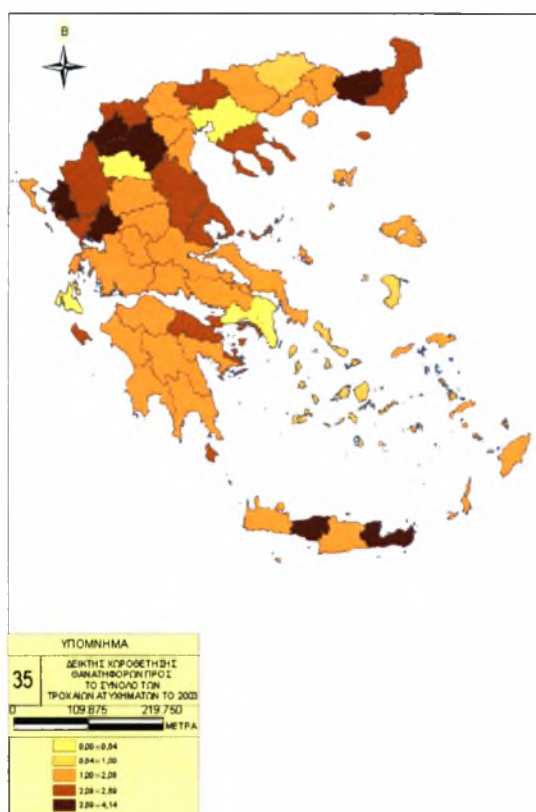 B
ΥΠΟΜΝΗΜΑ
35
ΔΕΙΚΤΗΣ ΧΩΡΟΘΕΤΗΣΗΣ
ΘΑΝΑΤΗΦΟΡΩΝ ΠΡΟΣ
ΤΟ ΣΥΝΟΛΟ ΤΩΝ
ΤΡΟΧΑΙΩΝ ΑΤΥΧΗΜΑΤΩΝ ΤΟ 2003
0 109.875 219.750
ΜΕΤΡΑ
0,00 - 0,84
0,84 - 1,00
1,00 - 2,08
2,08 - 2,89
2,89 - 4,14